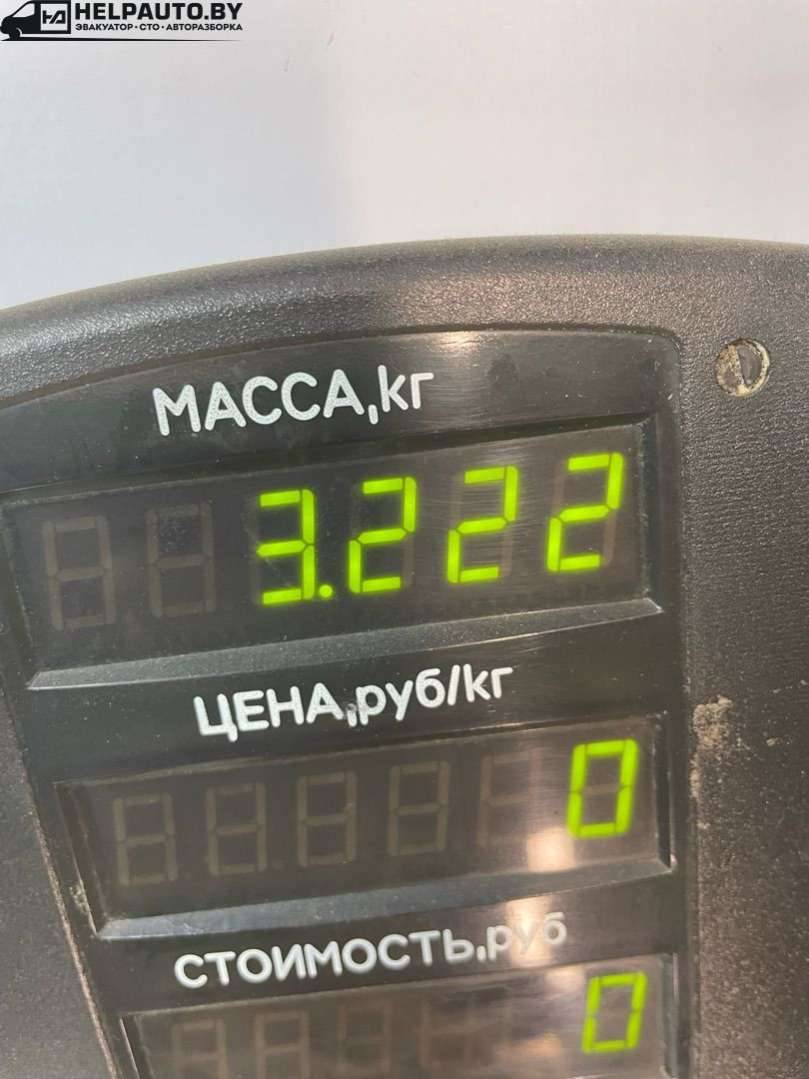 HELPAUTO.BY
ЭВАКУАТОР•СТО•АВТОРАЗБОРКА
МАССА,кг
3.222
ЦЕНА,руб/кг
0
СТОИМОСТЬ,руб
0